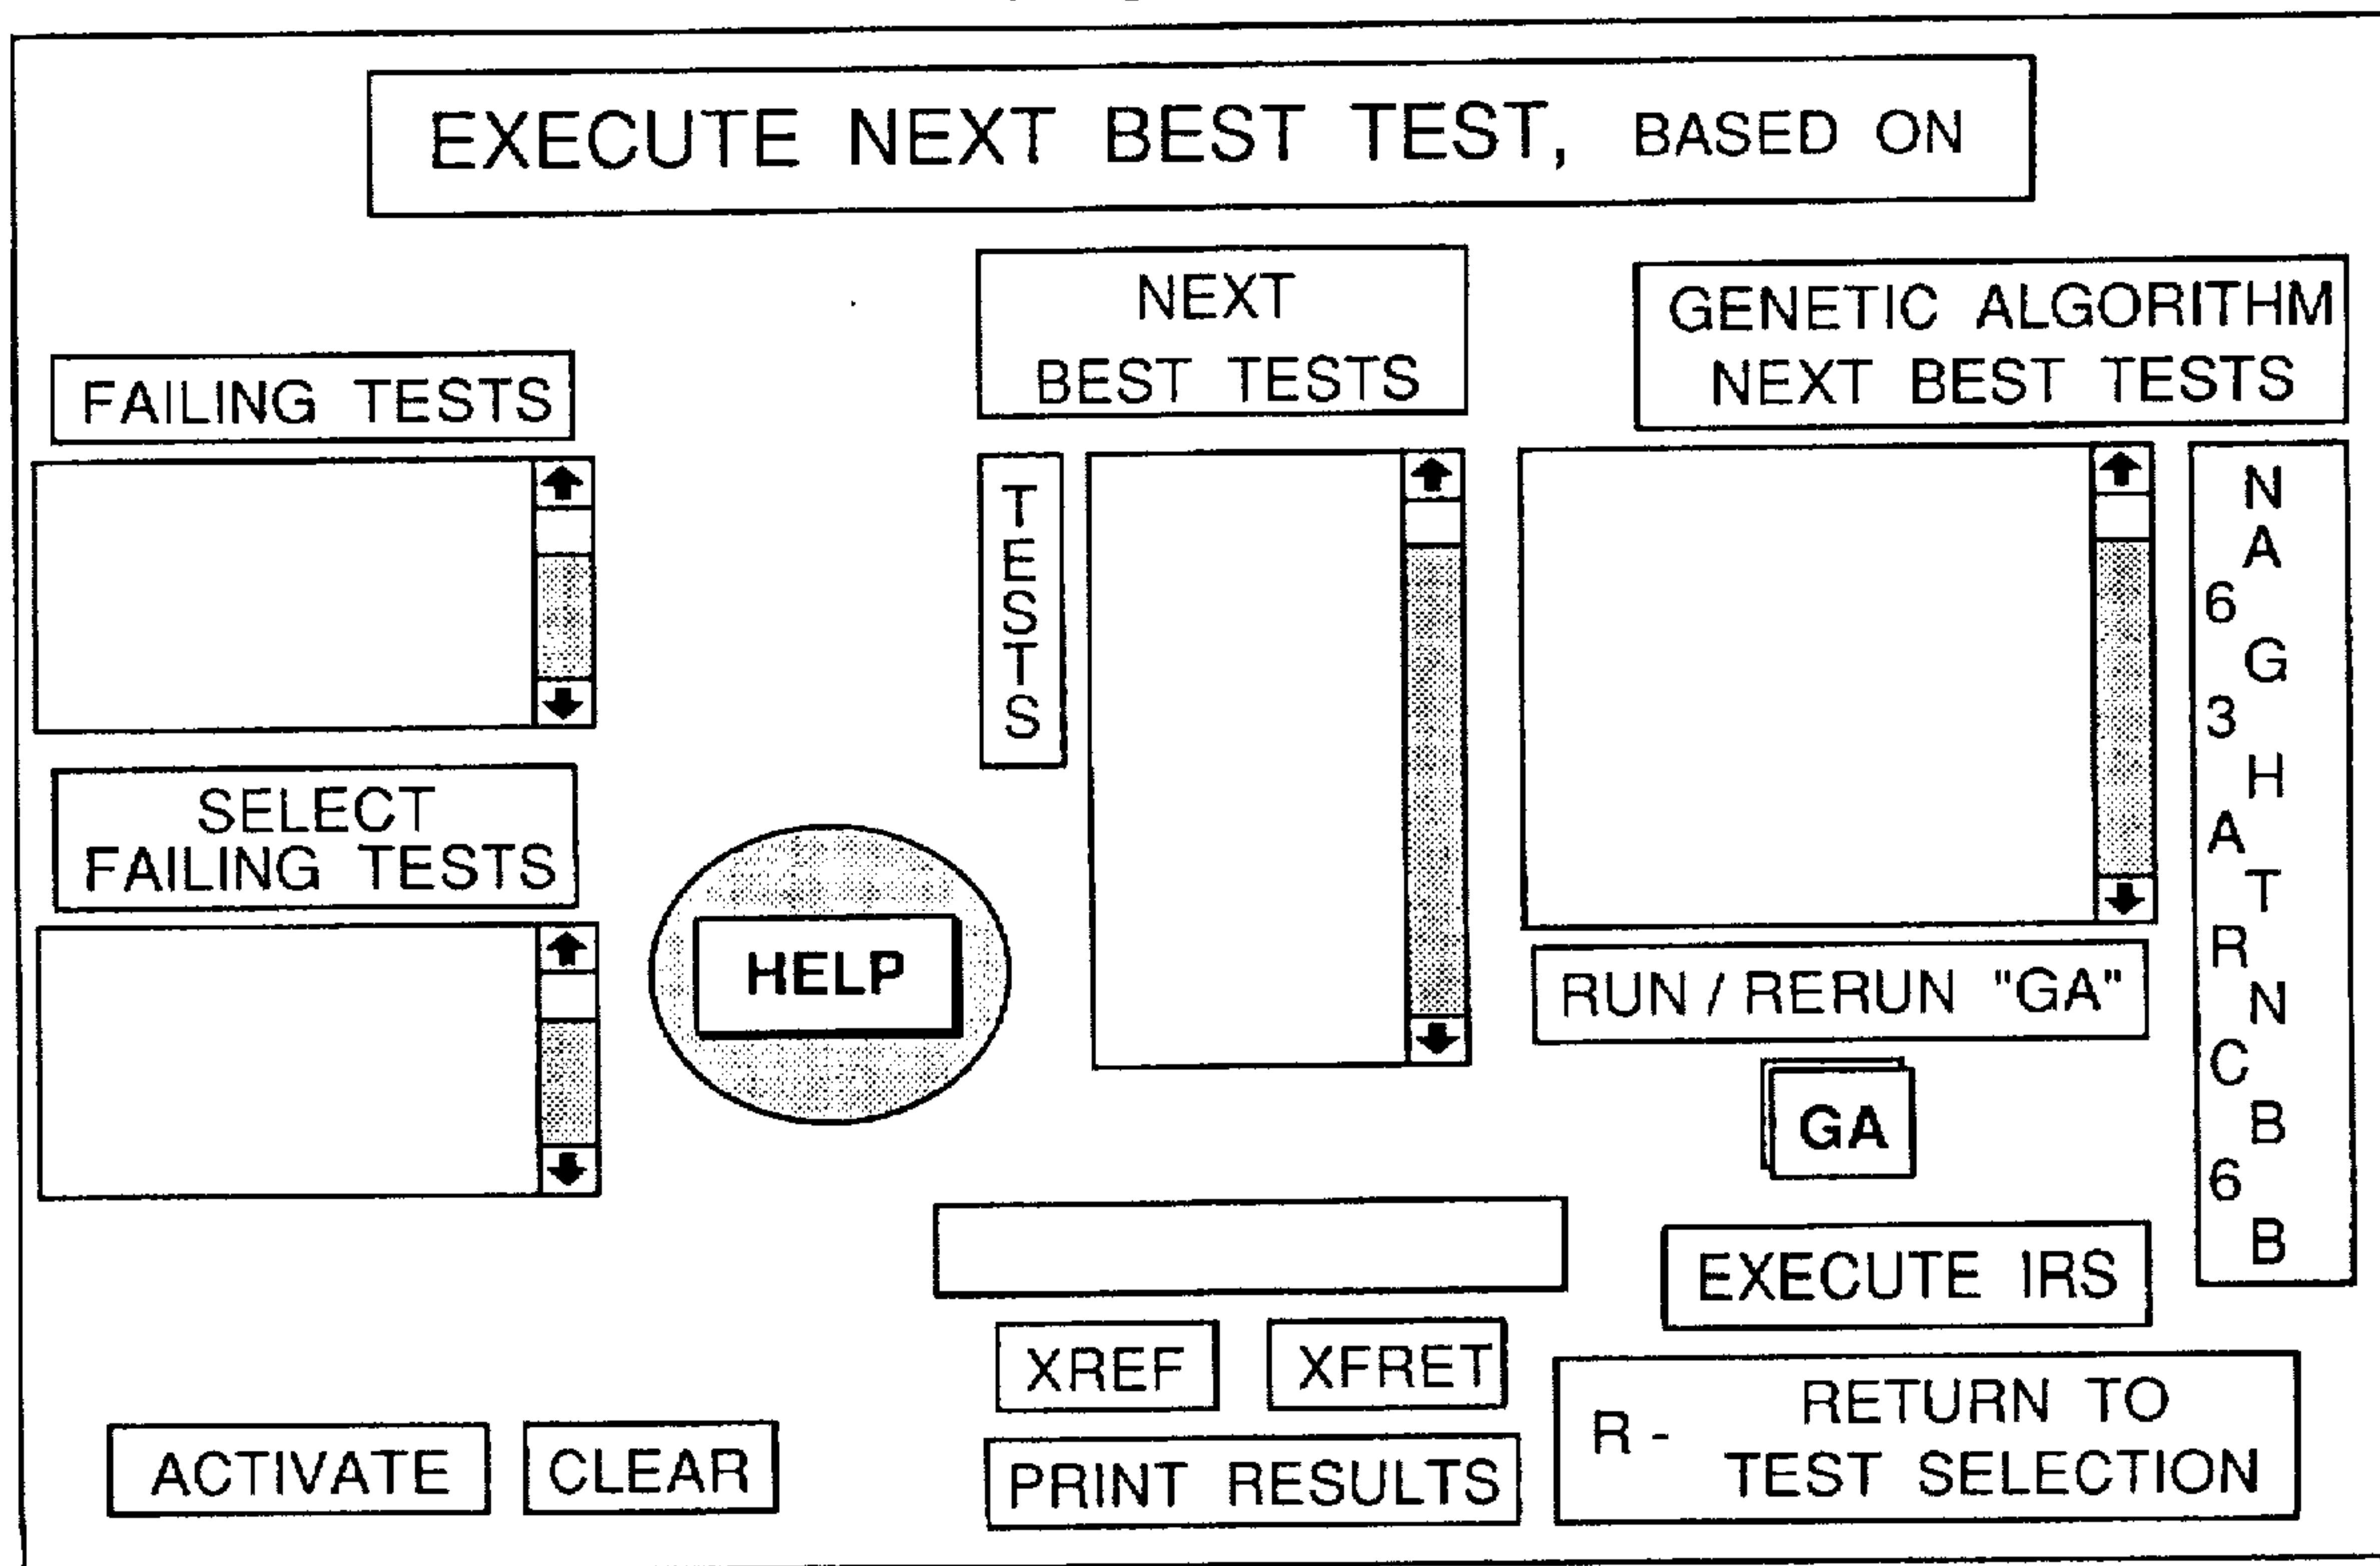 EXECUTE NEXT BEST TEST, BASED ON
NEXT
BEST TESTS
GENETIC ALGORITHM
NEXT BEST TESTS
FAILING TESTS
TESTS
N
A
6
G
3
H
A
T
R
N
C
B
6
B
SELECT
FAILING TESTS
HELP
RUN / RERUN "GA"
GA
EXECUTE IRS
XREF
XFRET
R - RETURN TO
TEST SELECTION
ACTIVATE
CLEAR
PRINT RESULTS